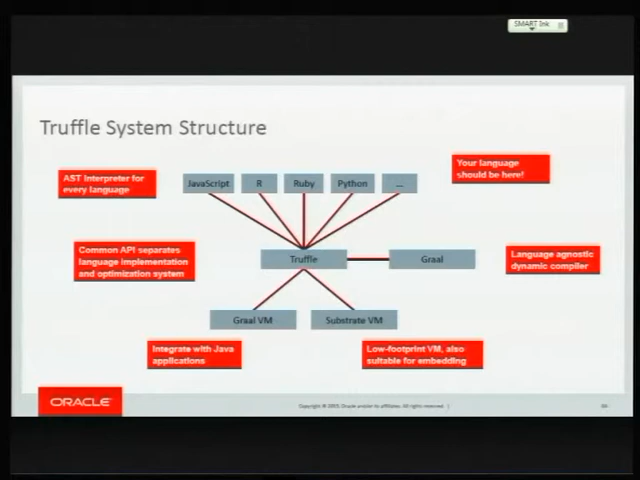 SMART Ink
Truffle System Structure
AST Interpreter for
every language
JavaScript
R
Ruby
Python
...
Your language
should be here!
Common API separates
language implementation
and optimization system
Truffle
Graal
Language agnostic
dynamic compiler
Graal VM
Substrate VM
Integrate with Java
applications
Low-footprint VM, also
suitable for embedding
ORACLE
Oracle and/or its affiliates. All rights reserved. |